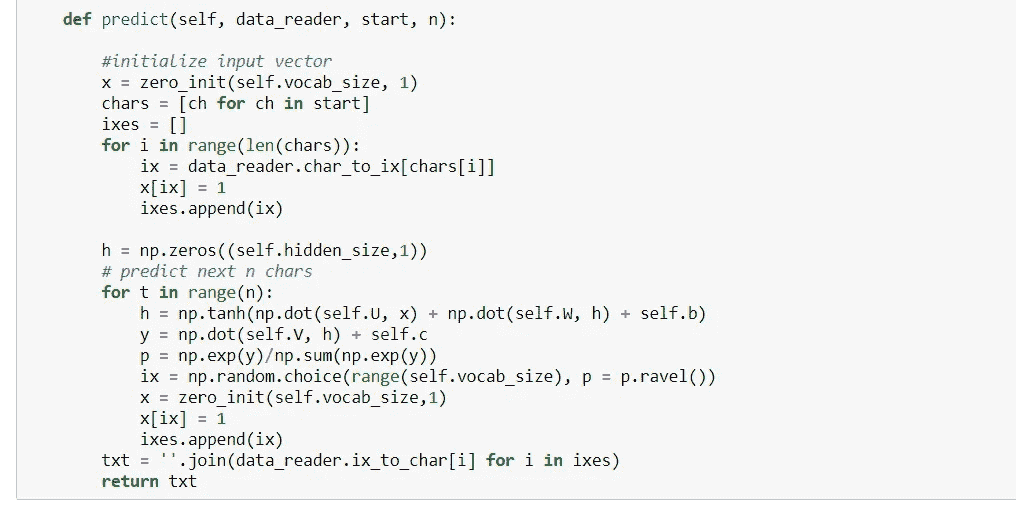 def predict(self, data_reader, start, n):
#initialize input vector
x = zero_init(self.vocab_size, 1)
chars = [ch for ch in start]
ixes = []
for i in range(len(chars)):
ix = data_reader.char_to_ix[chars[i]]
x[ix] = 1
ixes.append(ix)
h = np.zeros((self.hidden_size,1))
# predict next n chars
for t in range(n):
h = np.tanh(np.dot(self.U, x) + np.dot(self.W, h) + self.b)
y = np.dot(self.V, h) + self.c
p = np.exp(y)/np.sum(np.exp(y))
ix = np.random.choice(range(self.vocab_size), p = p.ravel())
x = zero_init(self.vocab_size,1)
x[ix] = 1
ixes.append(ix)
txt = ''.join(data_reader.ix_to_char[i] for i in ixes)
return txt